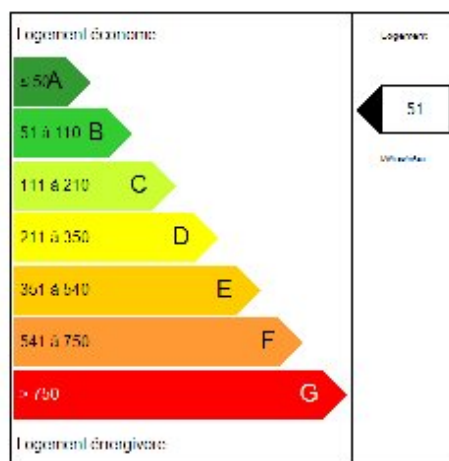 Logement économe
Logement
≤ 50 A
51 à 110 B
51
111 à 210 C
211 à 350 D
351 à 540 E
541 à 750 F
> 750 G
Logement énergivore